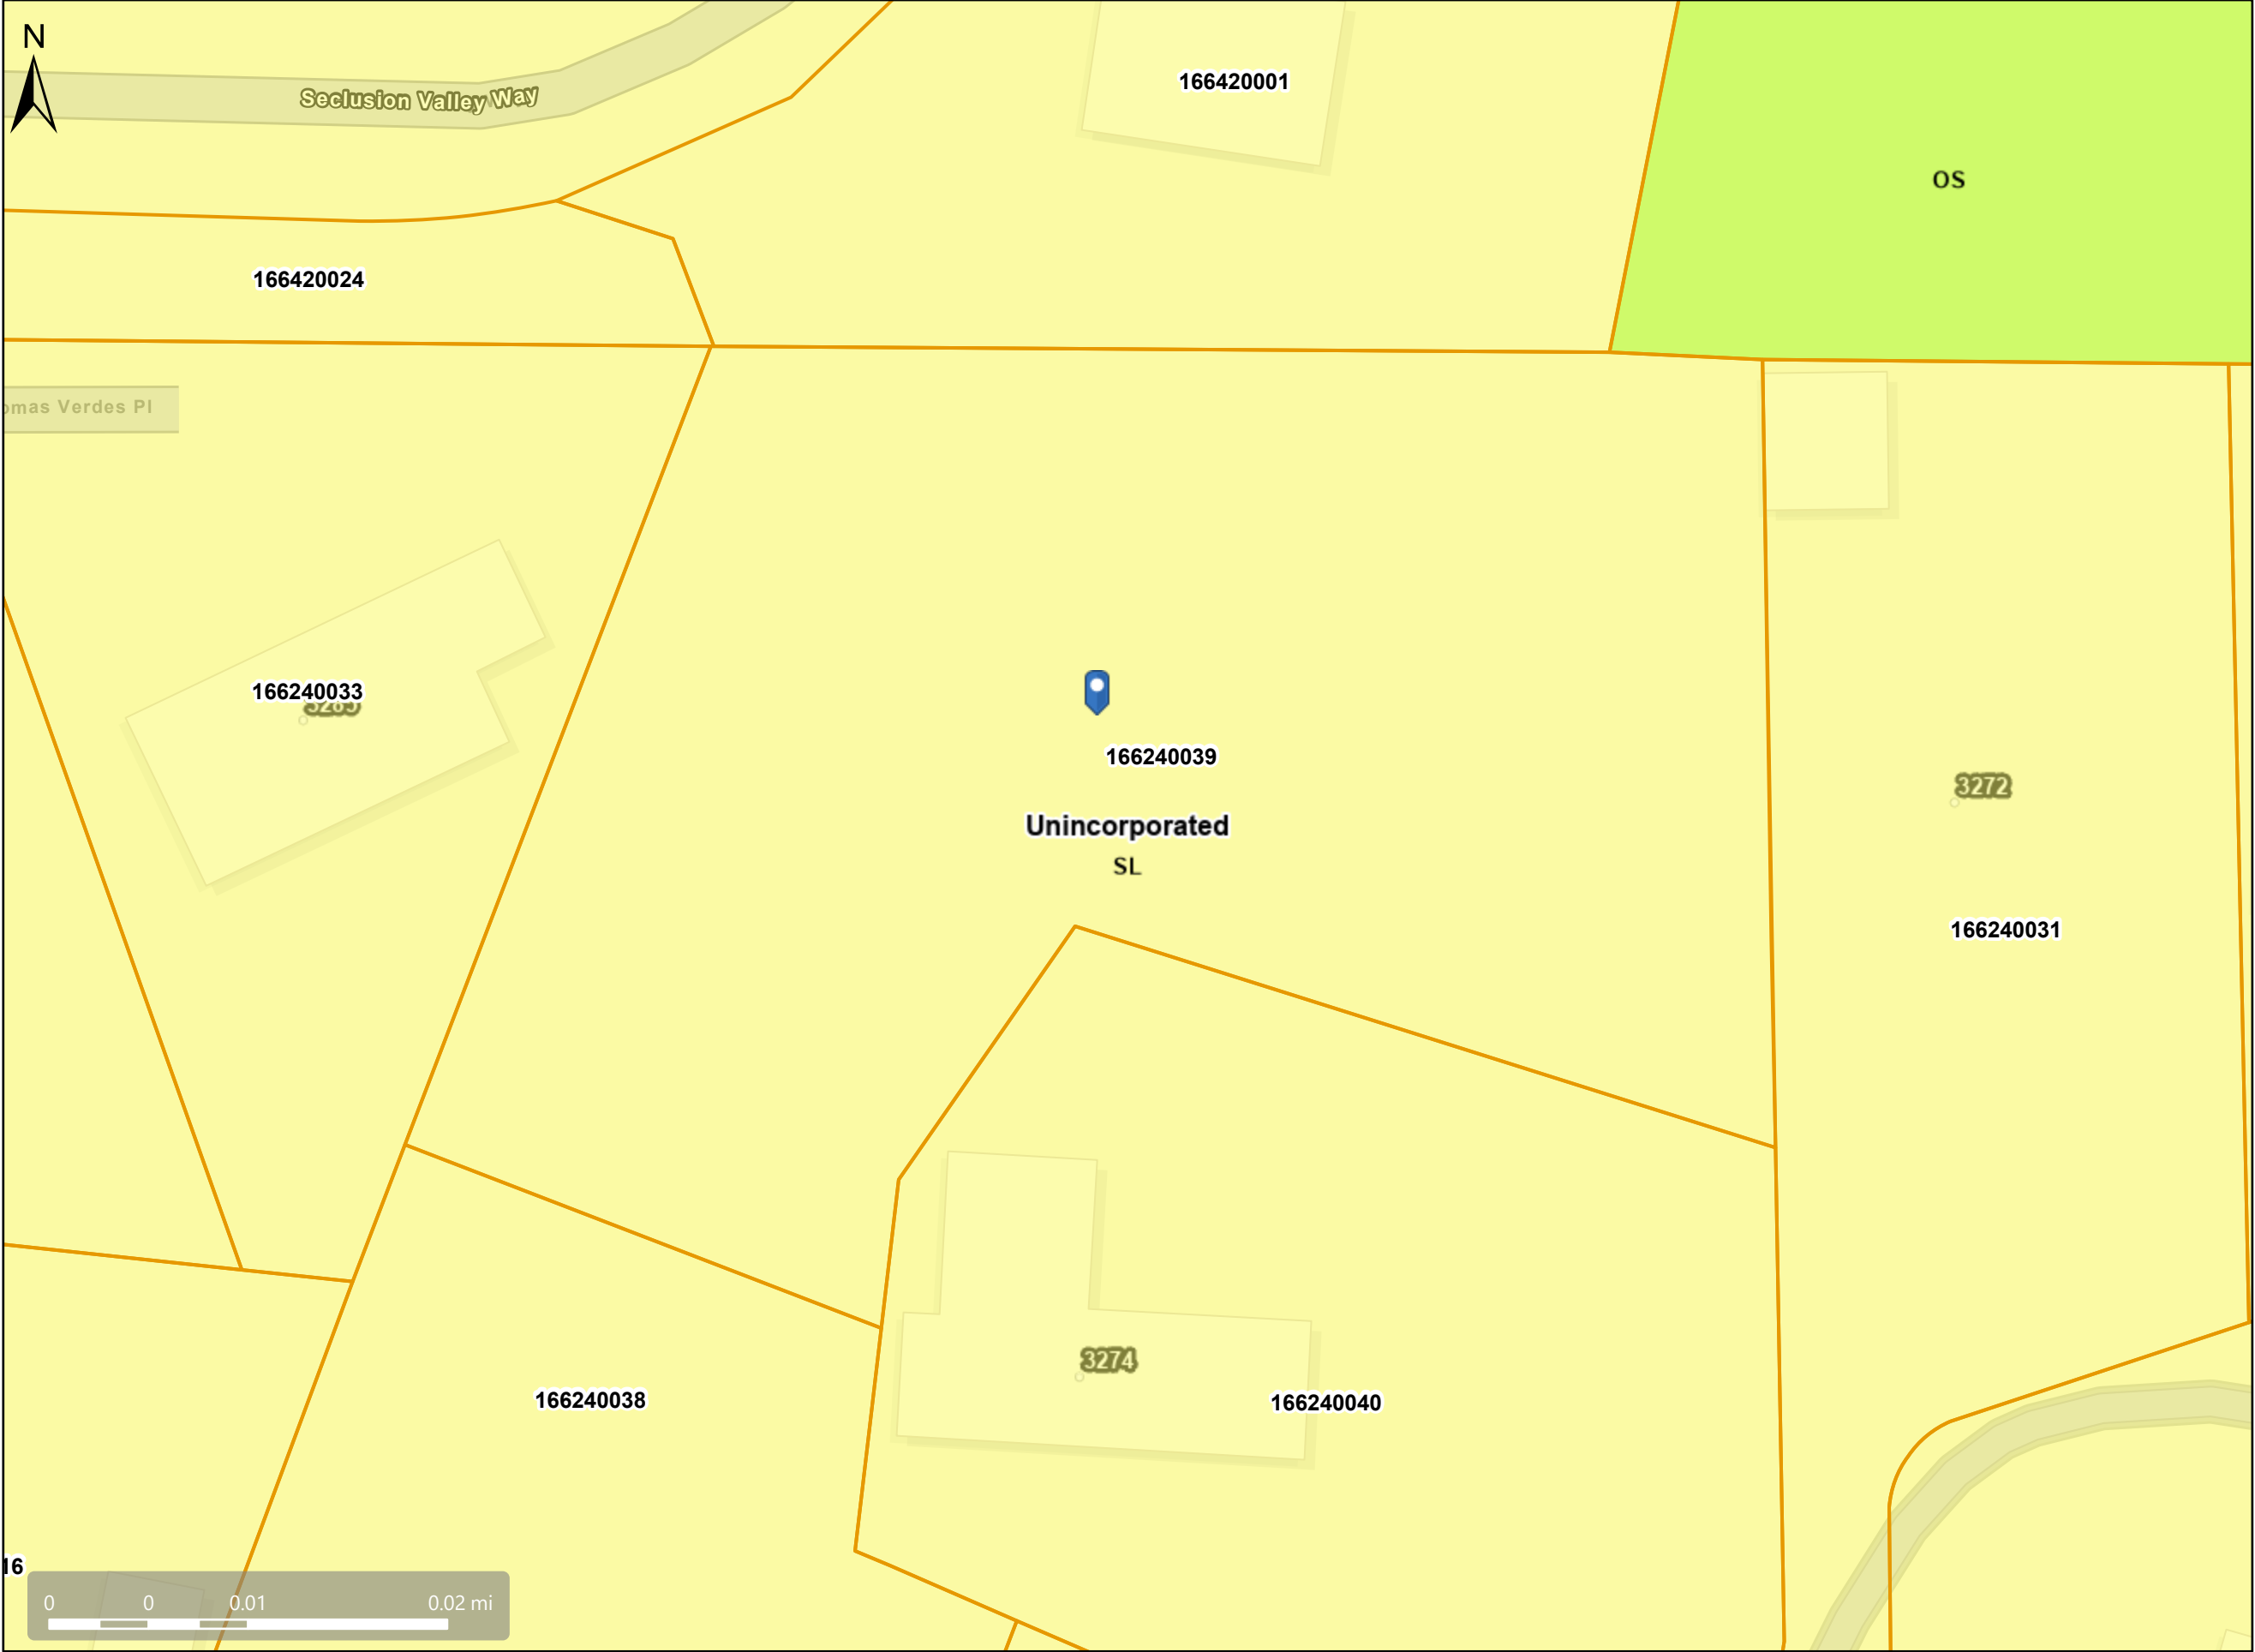 N
166420001
Seclusion Valley Way
OS
166420024
omas Verdes Pl
166240033
3285
166240039
3272
Unincorporated
SL
166240031
3274
166240038
166240040
16
0 0 0.01 0.02 mi